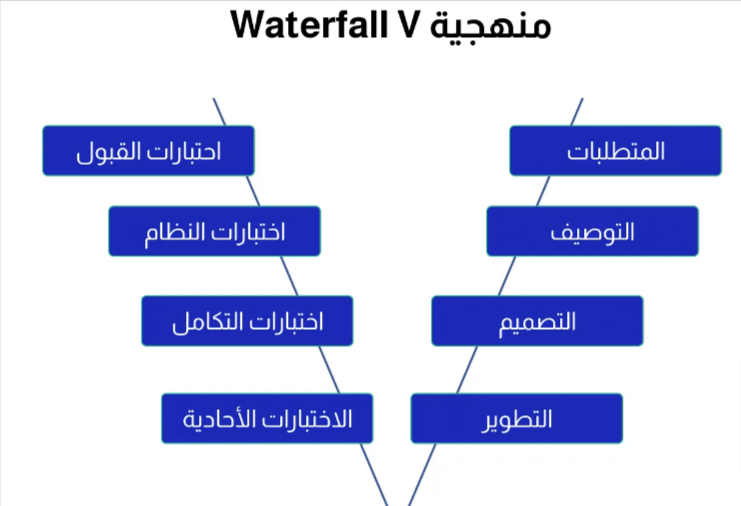 منهجية Waterfall V
المتطلبات
احتبارات القبول
التوصيف
اختبارات النظام
التصميم
اختبارات التكامل
التطوير
الاختبارات الأحادية